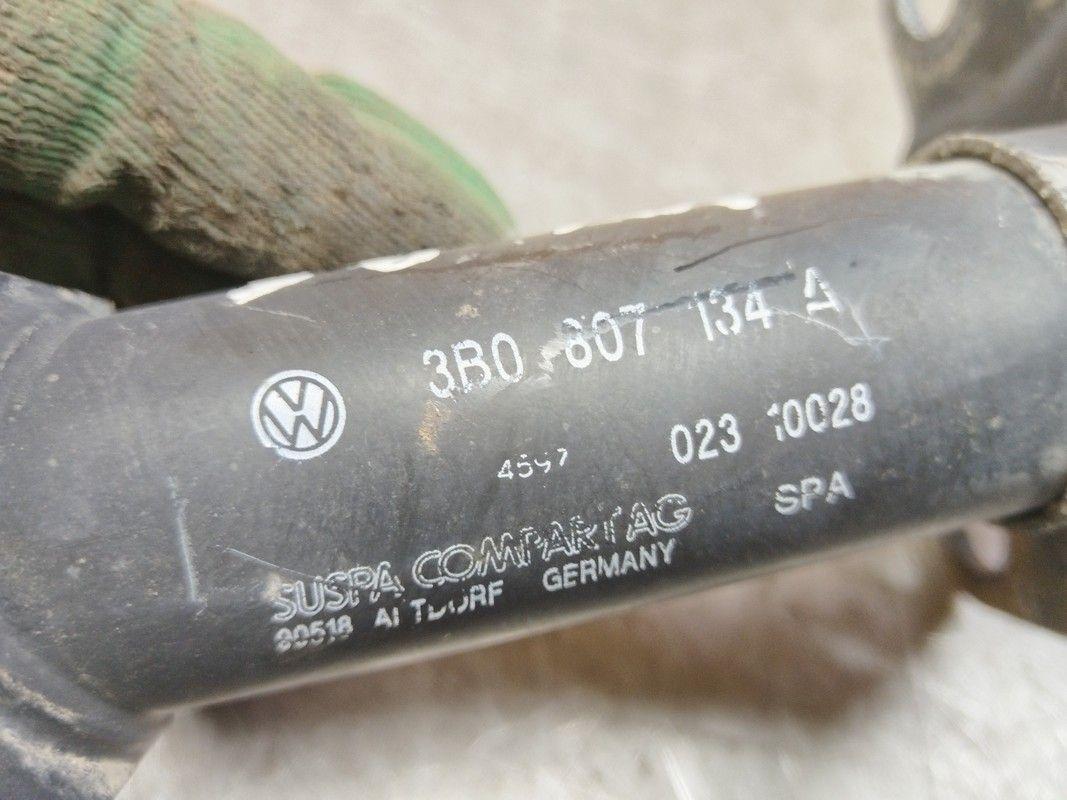 3B0 807 134 A
4597 023 10028
SPA
SUSPA COMPART AG
90518 ALTDORF GERMANY